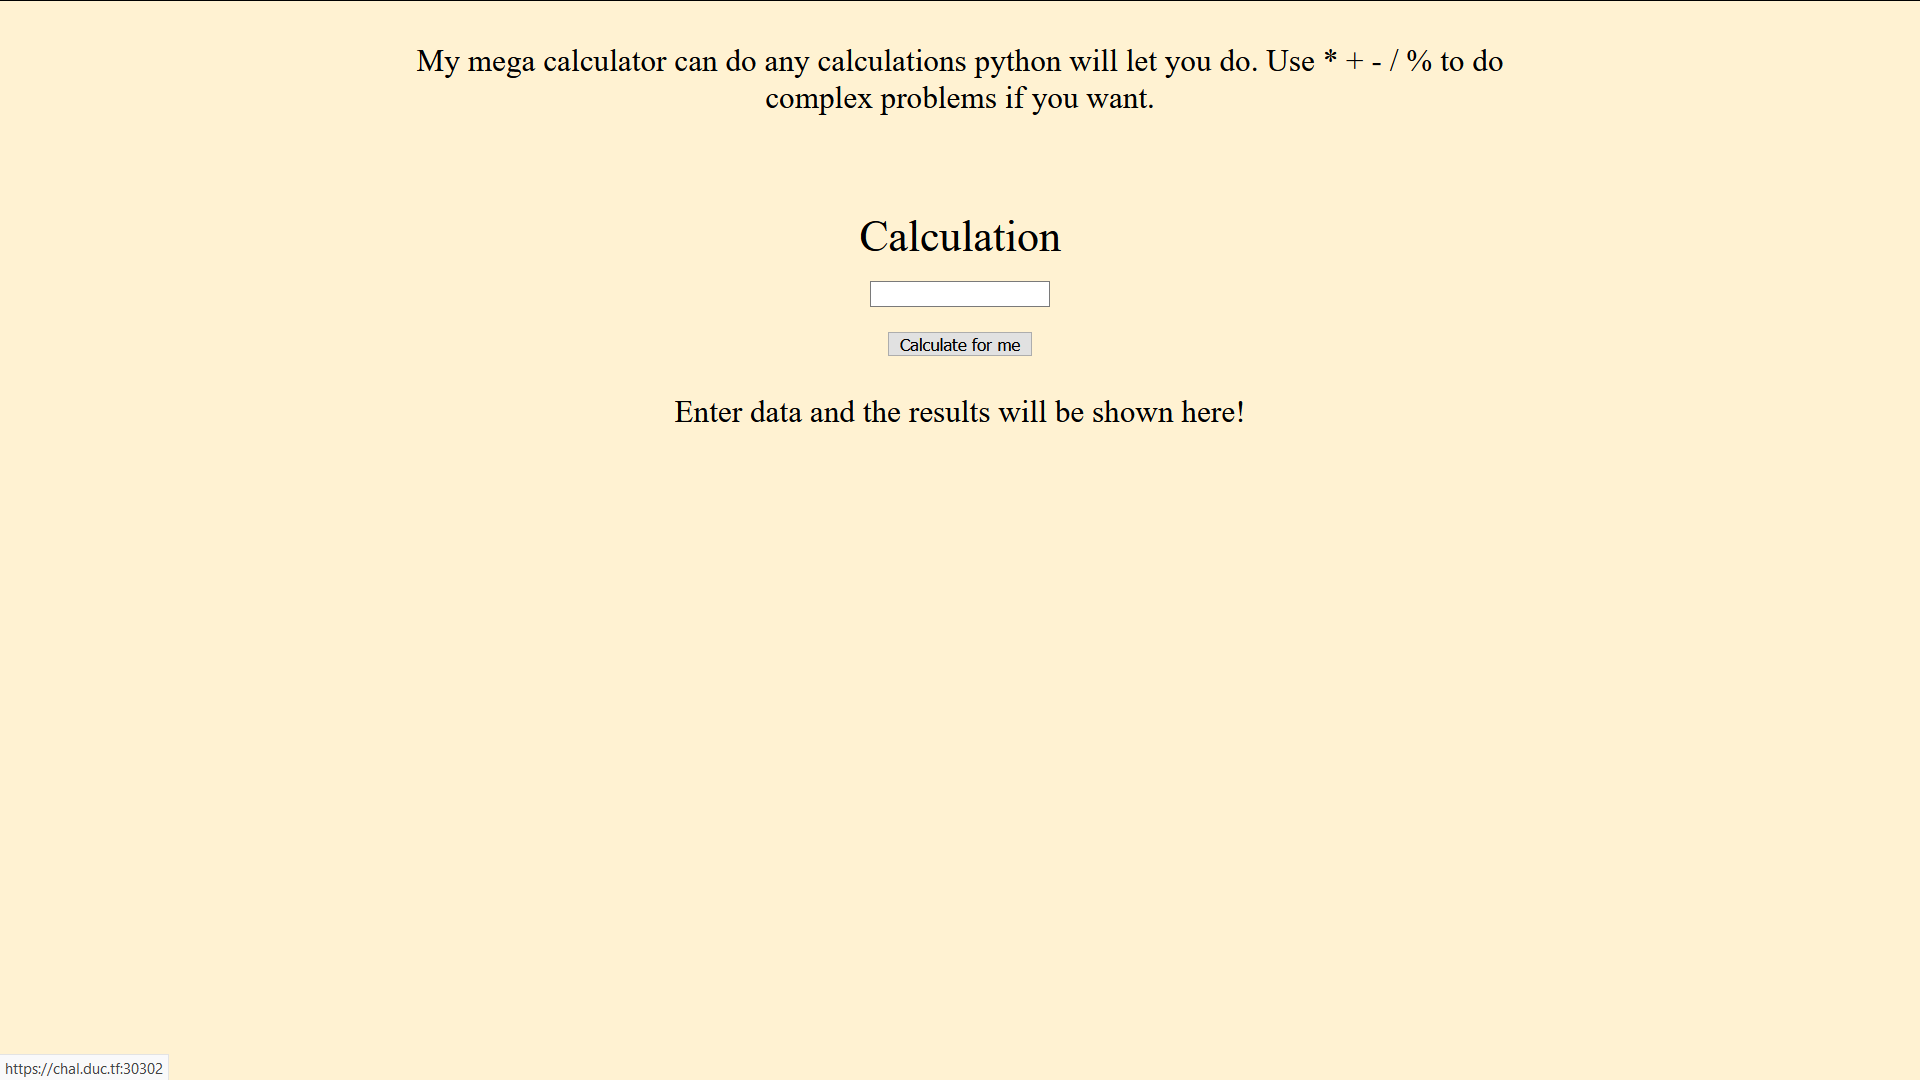 My mega calculator can do any calculations python will let you do. Use * + - / % to do
complex problems if you want.
Calculation
Calculate for me
Enter data and the results will be shown here!
https://chal.duc.tf:30302